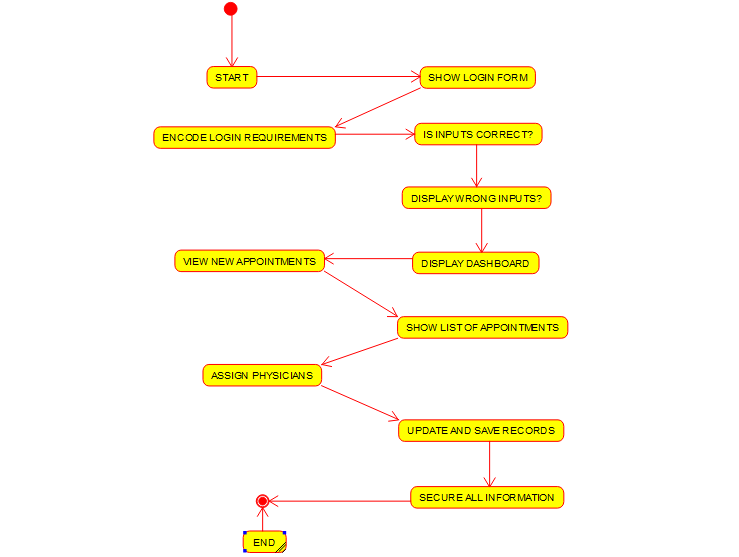 START
SHOW LOGIN FORM
ENCODE LOGIN REQUIREMENTS
IS INPUTS CORRECT?
DISPLAY WRONG INPUTS?
DISPLAY DASHBOARD
VIEW NEW APPOINTMENTS
SHOW LIST OF APPOINTMENTS
ASSIGN PHYSICIANS
UPDATE AND SAVE RECORDS
SECURE ALL INFORMATION
END